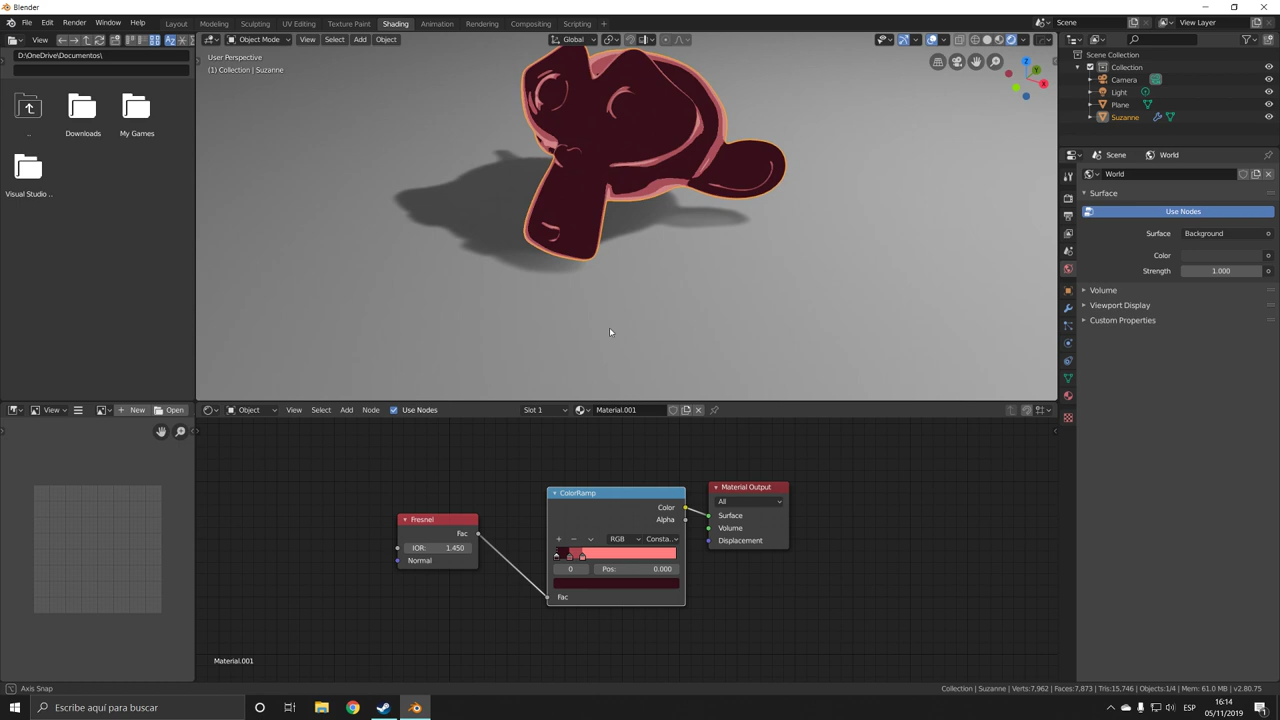 Blender
File Edit Render Window Help
Layout Modeling Sculpting UV Editing Texture Paint Shading Animation Rendering Compositing Scripting +
Scene
View Layer
View
Object Mode View Select Add Object
Global
D:\OneDrive\Documentos\
..
Downloads
My Games
Visual Studio ..
User Perspective
(1) Collection | Suzanne
Z
Y
X
Scene Collection
Collection
Camera
Light
Plane
Suzanne
Scene World
World
Surface
Use Nodes
Surface Background
Color
Strength 1.000
Volume
Viewport Display
Custom Properties
View New Open
Object View Select Add Node Use Nodes
Slot 1
Material.001
Fresnel
Fac
IOR: 1.450
Normal
ColorRamp
Color
Alpha
RGB Consta..
0 Pos: 0.000
Fac
Material Output
All
Surface
Volume
Displacement
Material.001
Axis Snap
Collection | Suzanne | Verts:7,962 | Faces:7,873 | Tris:15,746 | Objects:1/4 | Mem: 61.0 MB | v2.80.75
Escribe aquí para buscar
ESP
16:14
05/11/2019
1